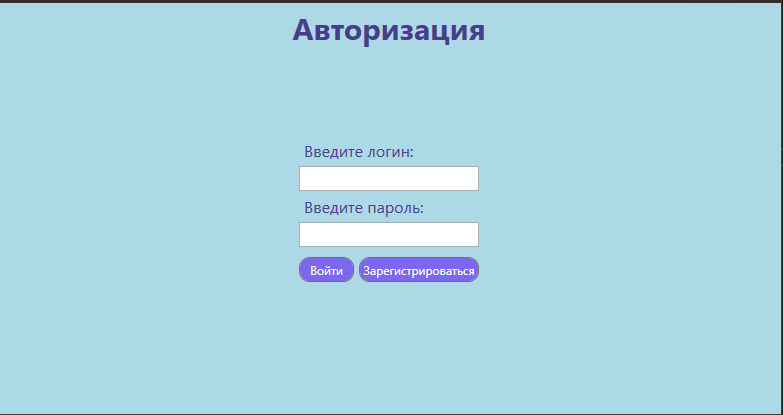 Авторизация
Введите логин:
Введите пароль:
Войти Зарегистрироваться